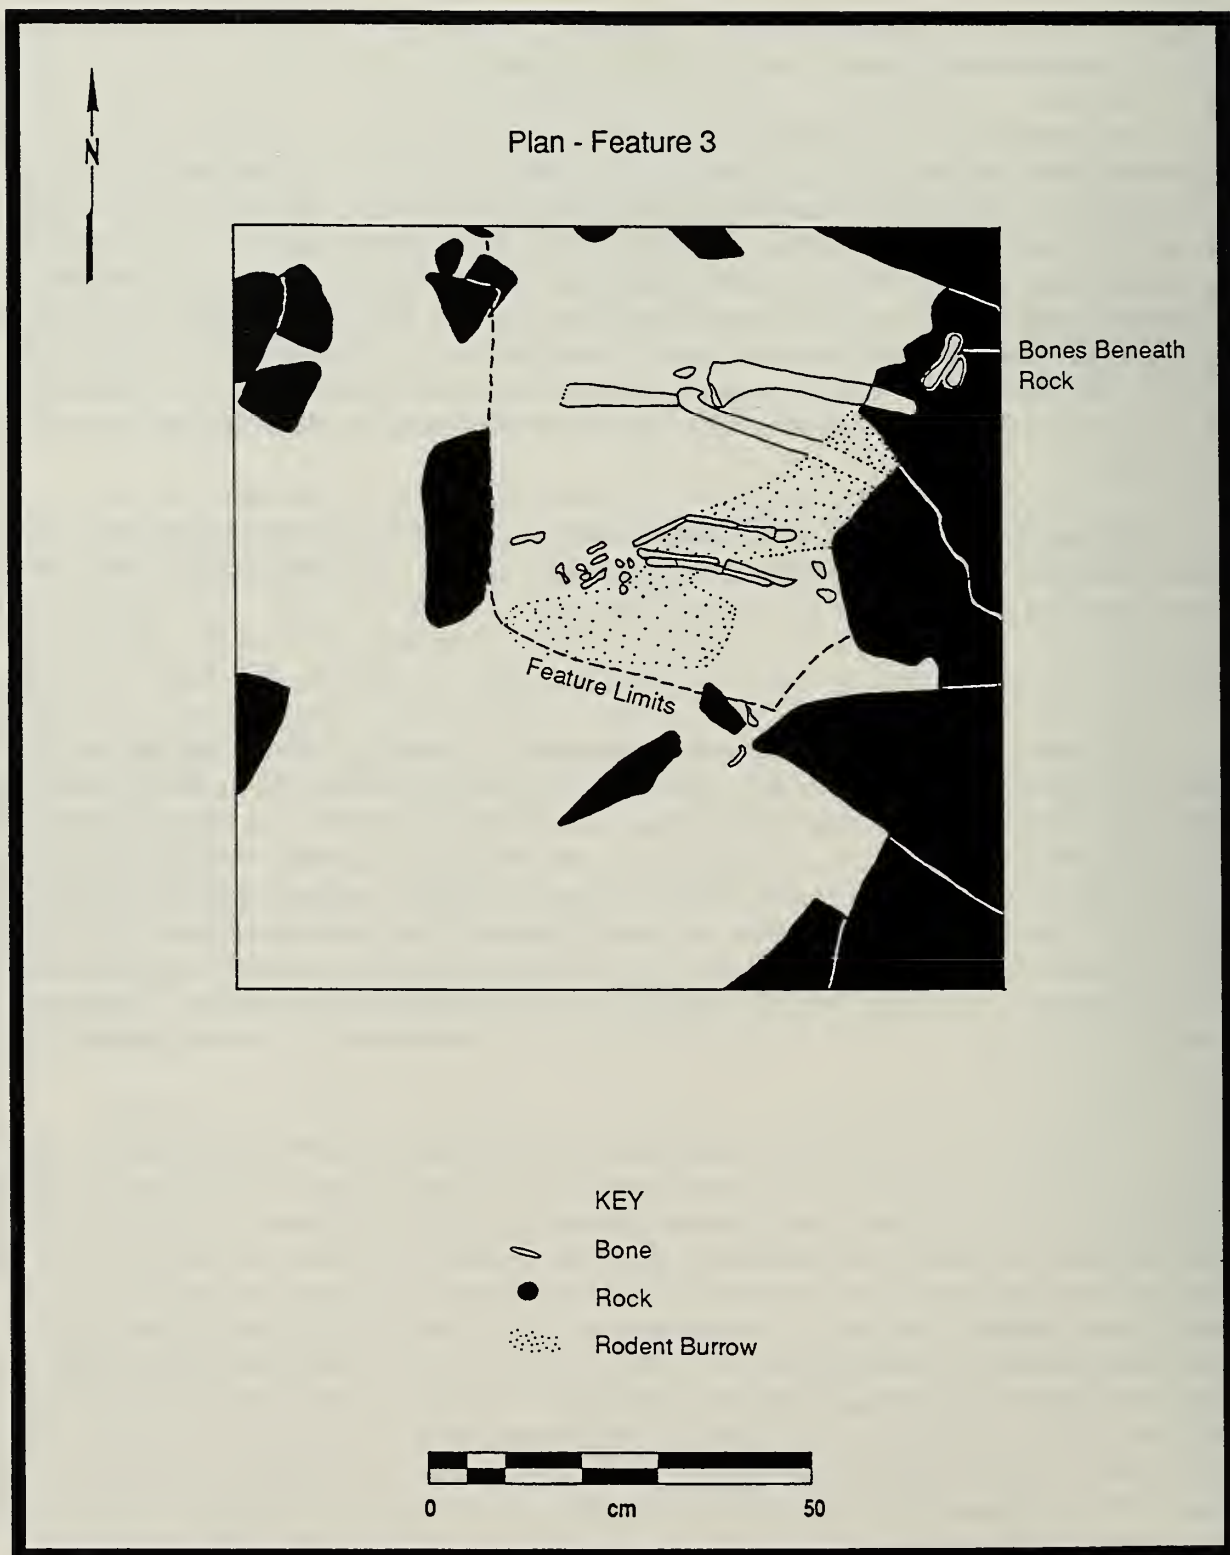 N
Plan - Feature 3
Bones Beneath
Rock
Feature Limits
KEY
Bone
Rock
Rodent Burrow
0 cm 50